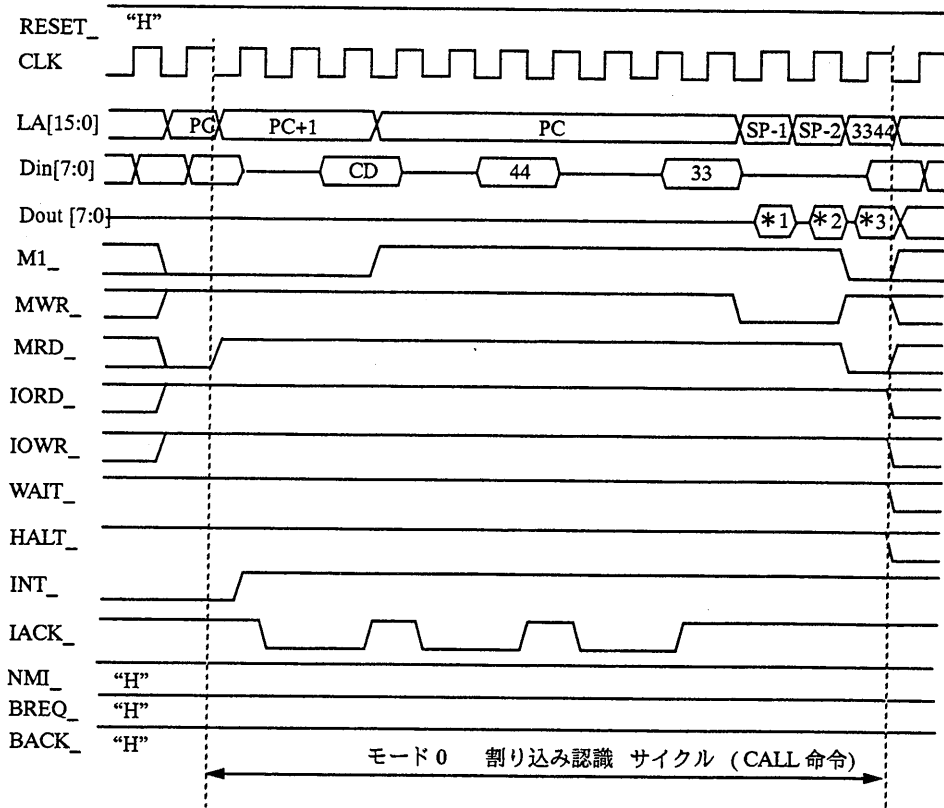 RESET_ “H”
CLK
LA[15:0] PC PC+1 PC SP-1 SP-2 3344
Din[7:0] CD 44 33
Dout [7:0] *1 *2 *3
M1_
MWR_
MRD_
IORD_
IOWR_
WAIT_
HALT_
INT_
IACK_
NMI_ “H”
BREQ_ “H”
BACK_ “H”
モード 0 割り込み認識 サイクル ( CALL 命令)